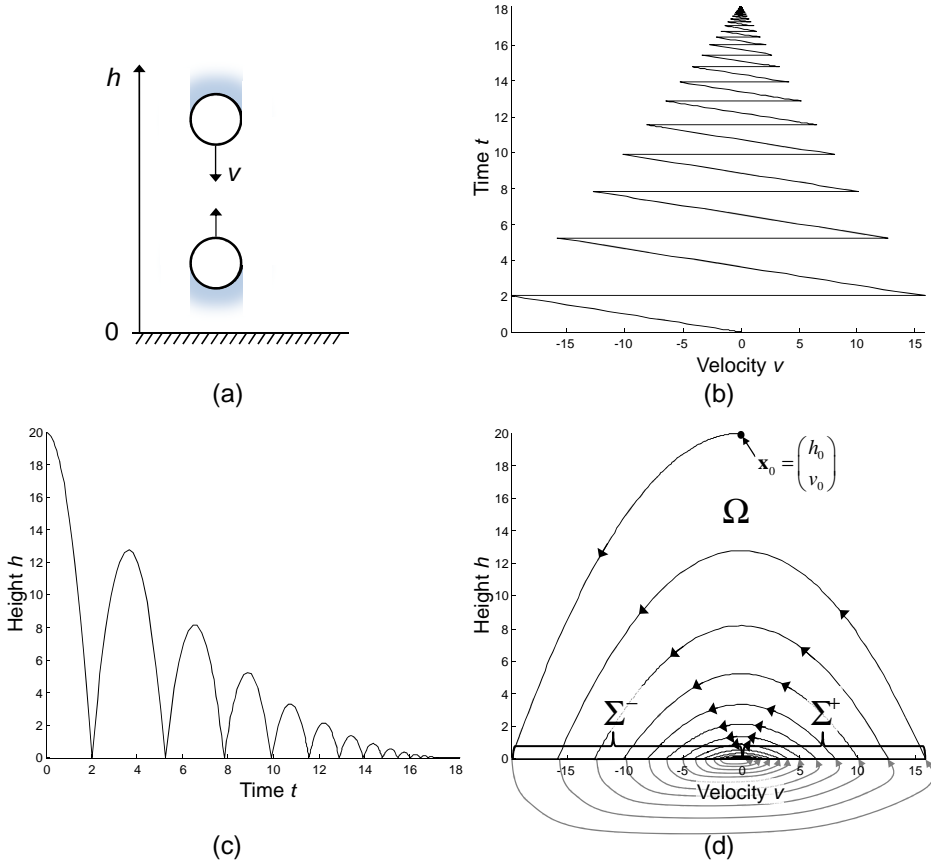 h
v
0
(a)
18
16
14
12
10
8
6
4
2
0
Time t
-15 -10 -5 0 5 10 15
Velocity v
(b)
20
18
16
14
12
10
8
6
4
2
0
Height h
0 2 4 6 8 10 12 14 16 18
Time t
(c)
20
18
16
14
12
10
8
6
4
2
0
Height h
x₀ = (h₀
v₀)
Ω
Σ⁻ Σ⁺
-15 -10 -5 0 5 10 15
Velocity v
(d)